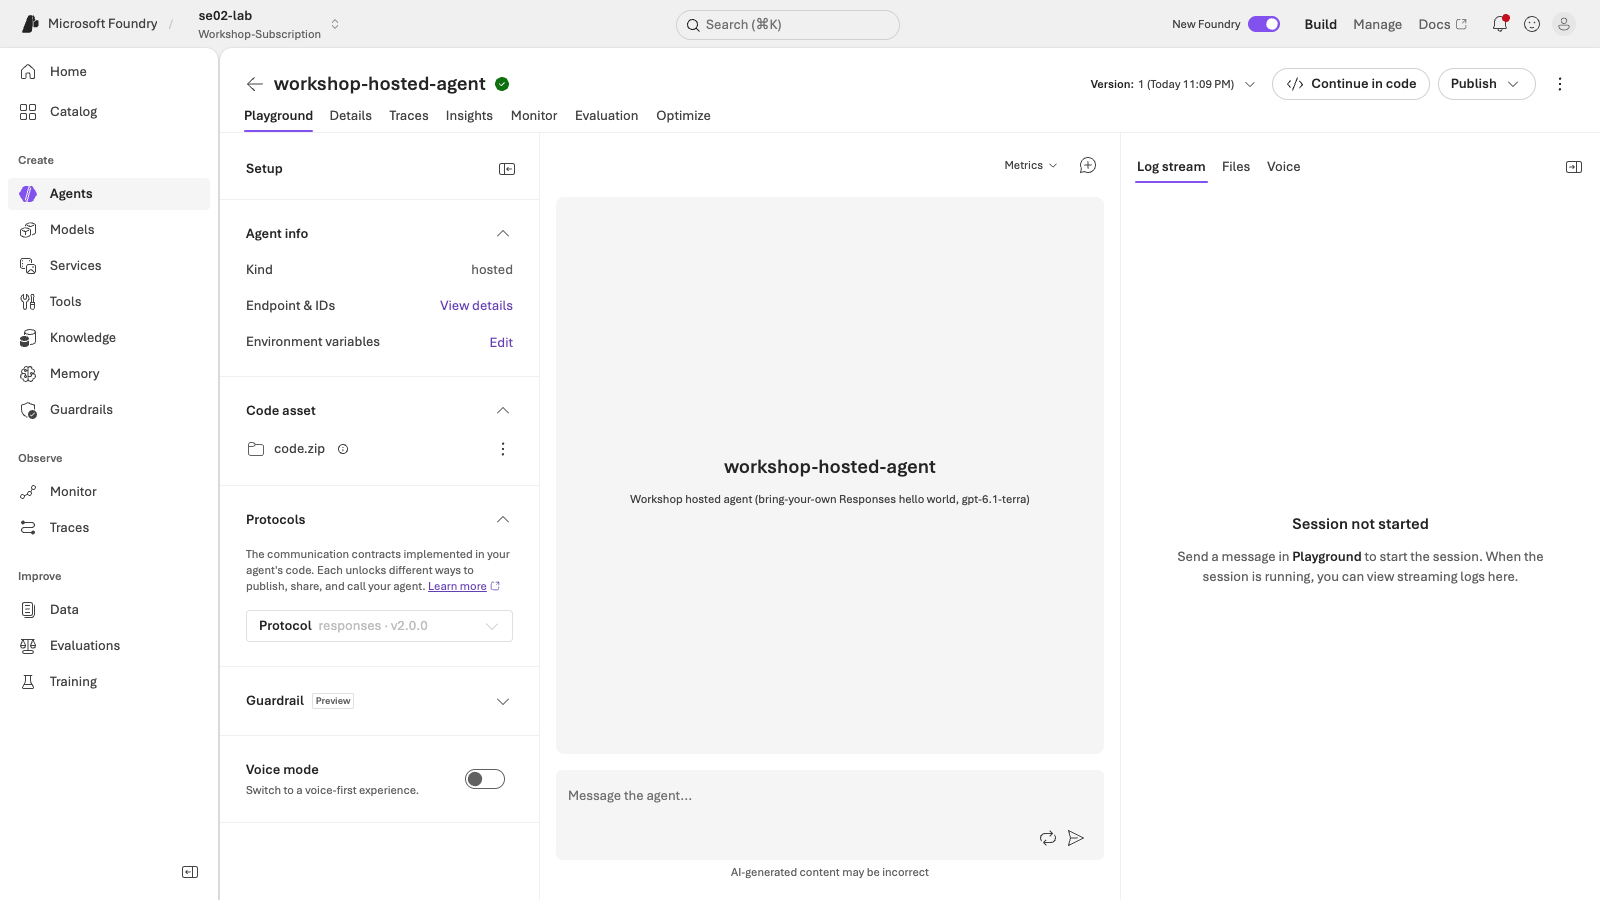 Microsoft Foundry / se02-lab
Workshop-Subscription
Search (⌘K)
New Foundry
Build
Manage
Docs
Home
Catalog
Create
Agents
Models
Services
Tools
Knowledge
Memory
Guardrails
Observe
Monitor
Traces
Improve
Data
Evaluations
Training
workshop-hosted-agent
Version: 1 (Today 11:09 PM)
Continue in code
Publish
Playground Details Traces Insights Monitor Evaluation Optimize
Setup
Agent info
Kind hosted
Endpoint & IDs View details
Environment variables Edit
Code asset
code.zip
Protocols
The communication contracts implemented in your
agent's code. Each unlocks different ways to
publish, share, and call your agent. Learn more
Protocol responses · v2.0.0
Guardrail Preview
Voice mode
Switch to a voice-first experience.
Metrics
workshop-hosted-agent
Workshop hosted agent (bring-your-own Responses hello world, gpt-6.1-terra)
Message the agent...
AI-generated content may be incorrect
Log stream Files Voice
Session not started
Send a message in Playground to start the session. When the
session is running, you can view streaming logs here.